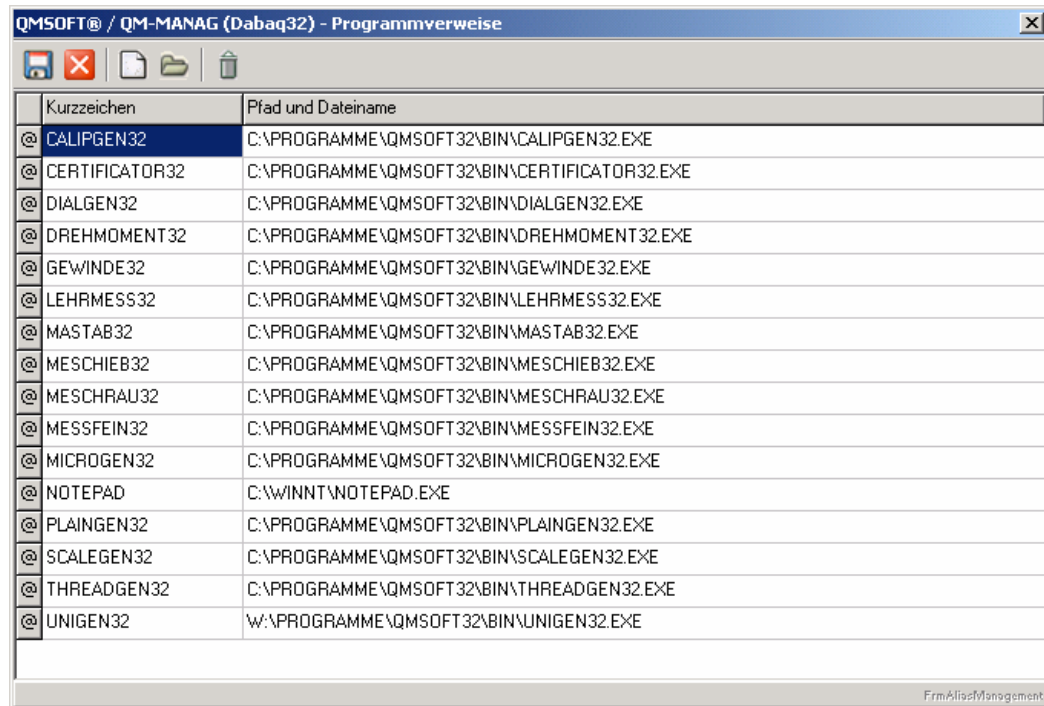 QMSOFT® / QM-MANAG (Dabaq32) - Programmverweise
Kurzzeichen Pfad und Dateiname
@ CALIPGEN32 C:\PROGRAMME\QMSOFT32\BIN\CALIPGEN32.EXE
@ CERTIFICATOR32 C:\PROGRAMME\QMSOFT32\BIN\CERTIFICATOR32.EXE
@ DIALGEN32 C:\PROGRAMME\QMSOFT32\BIN\DIALGEN32.EXE
@ DREHMOMENT32 C:\PROGRAMME\QMSOFT32\BIN\DREHMOMENT32.EXE
@ GEWINDE32 C:\PROGRAMME\QMSOFT32\BIN\GEWINDE32.EXE
@ LEHRMESS32 C:\PROGRAMME\QMSOFT32\BIN\LEHRMESS32.EXE
@ MASTAB32 C:\PROGRAMME\QMSOFT32\BIN\MASTAB32.EXE
@ MESCHIEB32 C:\PROGRAMME\QMSOFT32\BIN\MESCHIEB32.EXE
@ MESCHRAU32 C:\PROGRAMME\QMSOFT32\BIN\MESCHRAU32.EXE
@ MESSFEIN32 C:\PROGRAMME\QMSOFT32\BIN\MESSFEIN32.EXE
@ MICROGEN32 C:\PROGRAMME\QMSOFT32\BIN\MICROGEN32.EXE
@ NOTEPAD C:\WINNT\NOTEPAD.EXE
@ PLAINGEN32 C:\PROGRAMME\QMSOFT32\BIN\PLAINGEN32.EXE
@ SCALEGEN32 C:\PROGRAMME\QMSOFT32\BIN\SCALEGEN32.EXE
@ THREADGEN32 C:\PROGRAMME\QMSOFT32\BIN\THREADGEN32.EXE
@ UNIGEN32 W:\PROGRAMME\QMSOFT32\BIN\UNIGEN32.EXE
FrmAliasManagement